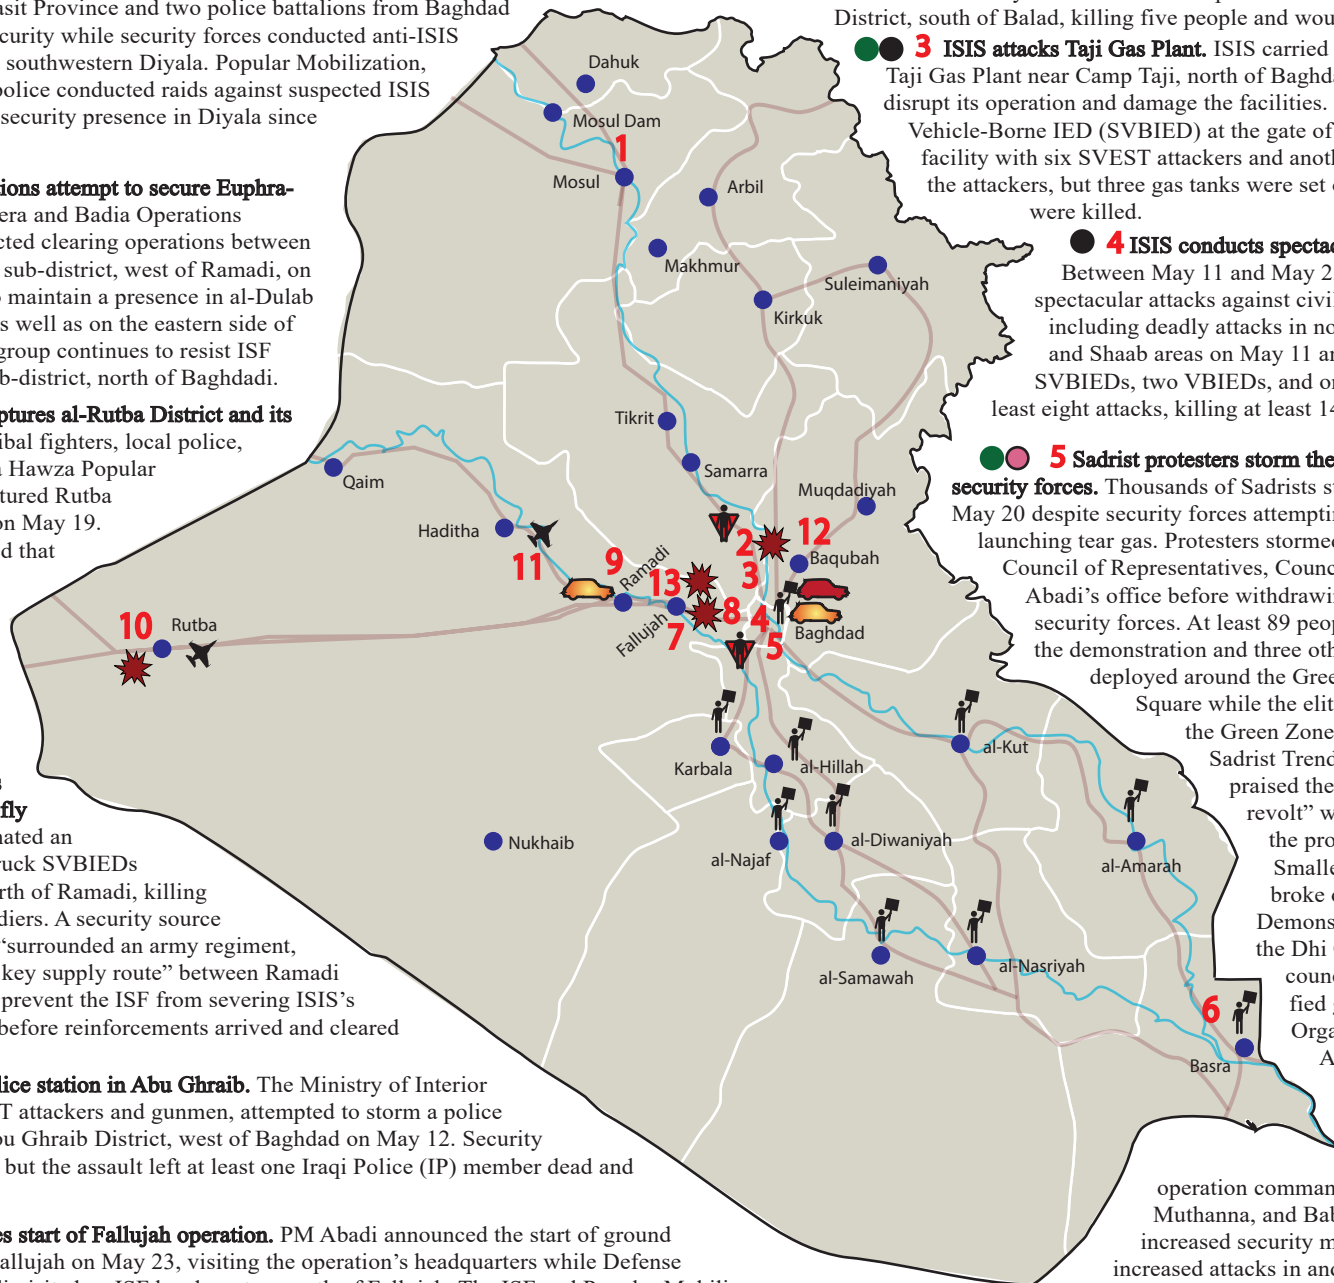 asit Province and two police battalions from Baghdad
curity while security forces conducted anti-ISIS
southwestern Diyala. Popular Mobilization,
police conducted raids against suspected ISIS
security presence in Diyala since
tions attempt to secure Euphra-
era and Badia Operations
cted clearing operations between
sub-district, west of Ramadi, on
o maintain a presence in al-Dulab
s well as on the eastern side of
group continues to resist ISF
b-district, north of Baghdadi.
ptures al-Rutba District and its
ibal fighters, local police,
a Hawza Popular
tured Rutba
on May 19.
d that
s
fly
nated an
ruck SVBIEDs
rth of Ramadi, killing
diers. A security source
“surrounded an army regiment,
key supply route” between Ramadi
prevent the ISF from severing ISIS’s
before reinforcements arrived and cleared
lice station in Abu Ghraib. The Ministry of Interior
T attackers and gunmen, attempted to storm a police
bu Ghraib District, west of Baghdad on May 12. Security
but the assault left at least one Iraqi Police (IP) member dead and
es start of Fallujah operation. PM Abadi announced the start of ground
allujah on May 23, visiting the operation’s headquarters while Defense
Dahuk
Mosul Dam
1
Mosul
Arbil
Makhmur
Suleimaniyah
Kirkuk
Tikrit
Samarra
Qaim
Muqdadiyah
Haditha
11
9
Ramadi
13
2
12
3
Baqubah
Fallujah
7
8
4
5
Baghdad
10
Rutba
al-Kut
Karbala
al-Hillah
Nukhaib
al-Najaf
al-Diwaniyah
al-Amarah
al-Samawah
al-Nasriyah
6
Basra
District, south of Balad, killing five people and wou
3 ISIS attacks Taji Gas Plant. ISIS carried
Taji Gas Plant near Camp Taji, north of Baghda
disrupt its operation and damage the facilities.
Vehicle-Borne IED (SVBIED) at the gate of
facility with six SVEST attackers and anoth
the attackers, but three gas tanks were set o
were killed.
4 ISIS conducts spectac
Between May 11 and May 2
spectacular attacks against civil
including deadly attacks in no
and Shaab areas on May 11 an
SVBIEDs, two VBIEDs, and on
least eight attacks, killing at least 14
5 Sadrist protesters storm the
security forces. Thousands of Sadrists st
May 20 despite security forces attemptin
launching tear gas. Protesters stormed
Council of Representatives, Counc
Abadi’s office before withdrawin
security forces. At least 89 peop
the demonstration and three oth
deployed around the Gree
Square while the elit
the Green Zone
Sadrist Trend
praised the
revolt” w
the pro
Smalle
broke o
Demons
the Dhi
counc
fied g
Orga
A
operation comman
Muthanna, and Bab
increased security m
increased attacks in and